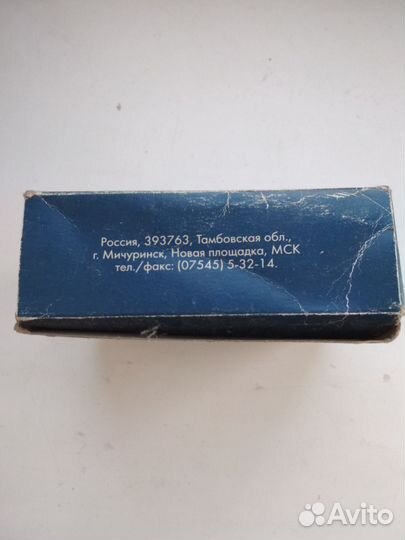 Россия, 393763, Тамбовская обл.,
г. Мичуринск, Новая площадка, МСК
тел./факс: (07545) 5-32-14.
Avito